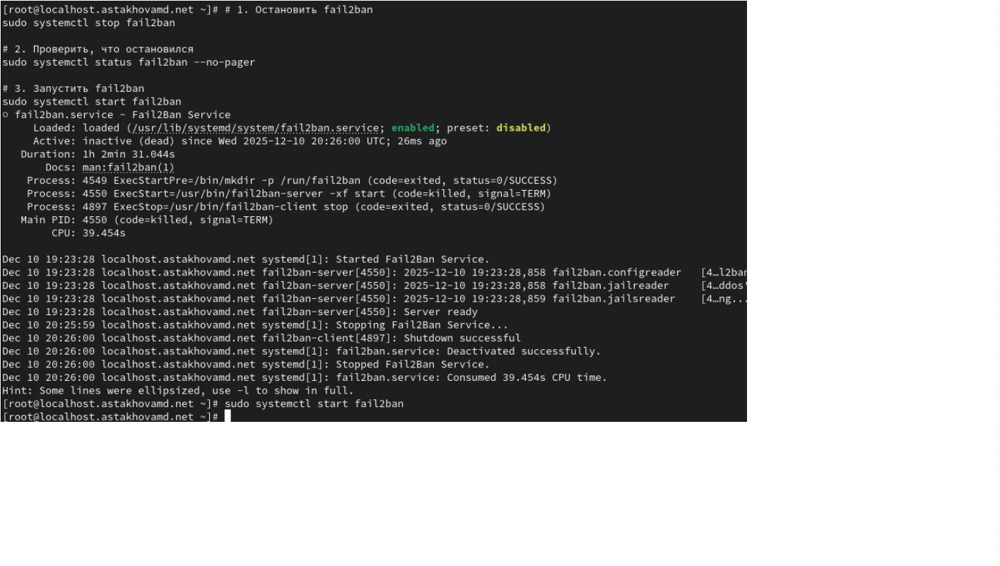 [root@localhost.astakhovamd.net ~]# # 1. Остановить fail2ban
sudo systemctl stop fail2ban
# 2. Проверить, что остановился
sudo systemctl status fail2ban --no-pager
# 3. Запустить fail2ban
sudo systemctl start fail2ban
○ fail2ban.service - Fail2Ban Service
Loaded: loaded (/usr/lib/systemd/system/fail2ban.service; enabled; preset: disabled)
Active: inactive (dead) since Wed 2025-12-10 20:26:00 UTC; 26ms ago
Duration: 1h 2min 31.044s
Docs: man:fail2ban(1)
Process: 4549 ExecStartPre=/bin/mkdir -p /run/fail2ban (code=exited, status=0/SUCCESS)
Process: 4550 ExecStart=/usr/bin/fail2ban-server -xf start (code=killed, signal=TERM)
Process: 4897 ExecStop=/usr/bin/fail2ban-client stop (code=exited, status=0/SUCCESS)
Main PID: 4550 (code=killed, signal=TERM)
CPU: 39.454s
Dec 10 19:23:28 localhost.astakhovamd.net systemd[1]: Started Fail2Ban Service.
Dec 10 19:23:28 localhost.astakhovamd.net fail2ban-server[4550]: 2025-12-10 19:23:28,858 fail2ban.configreader [4…l2ban
Dec 10 19:23:28 localhost.astakhovamd.net fail2ban-server[4550]: 2025-12-10 19:23:28,858 fail2ban.jailreader [4…ddos'
Dec 10 19:23:28 localhost.astakhovamd.net fail2ban-server[4550]: 2025-12-10 19:23:28,859 fail2ban.jailsreader [4…ng...
Dec 10 19:23:28 localhost.astakhovamd.net fail2ban-server[4550]: Server ready
Dec 10 20:25:59 localhost.astakhovamd.net systemd[1]: Stopping Fail2Ban Service...
Dec 10 20:26:00 localhost.astakhovamd.net fail2ban-client[4897]: Shutdown successful
Dec 10 20:26:00 localhost.astakhovamd.net systemd[1]: fail2ban.service: Deactivated successfully.
Dec 10 20:26:00 localhost.astakhovamd.net systemd[1]: Stopped Fail2Ban Service.
Dec 10 20:26:00 localhost.astakhovamd.net systemd[1]: fail2ban.service: Consumed 39.454s CPU time.
Hint: Some lines were ellipsized, use -l to show in full.
[root@localhost.astakhovamd.net ~]# sudo systemctl start fail2ban
[root@localhost.astakhovamd.net ~]#